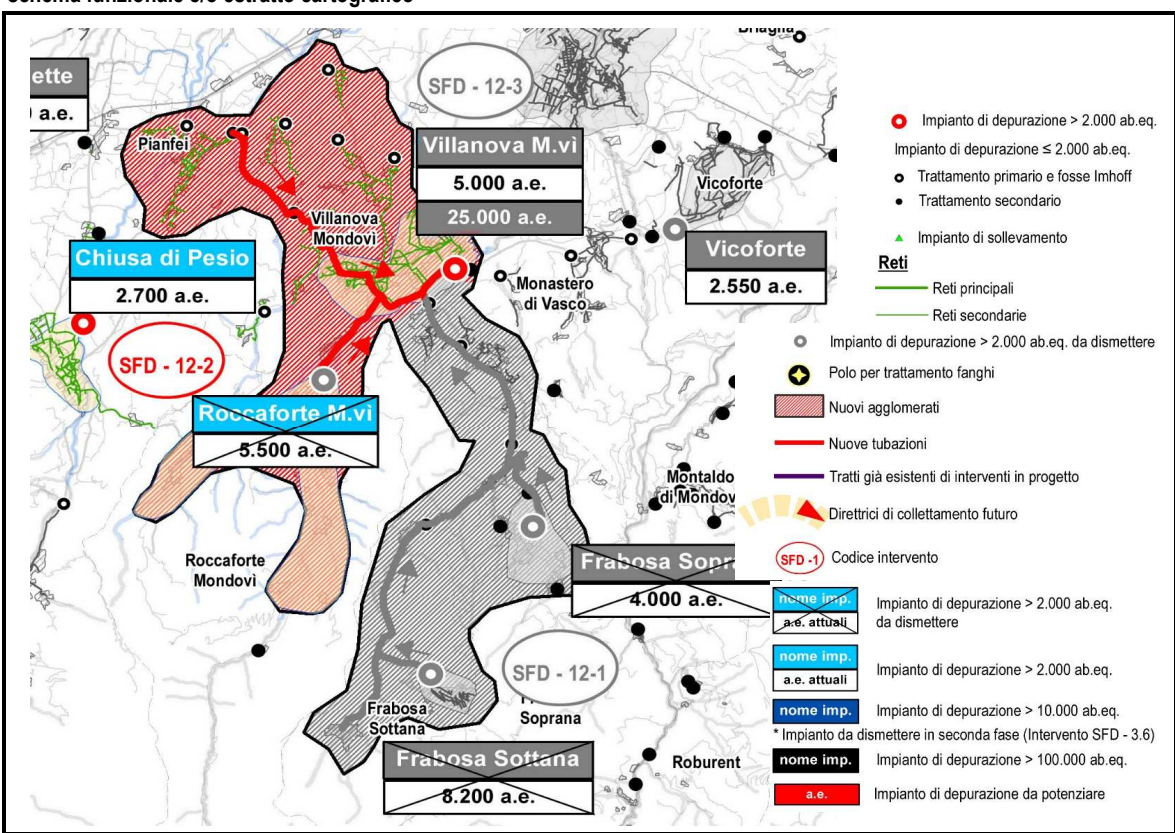 Briaglia
ette
a.e.
SFD - 12-3
Pianfei
Villanova M.vì
5.000 a.e.
25.000 a.e.
Vicoforte
Villanova
Mondovì
Chiusa di Pesio
2.700 a.e.
Monastero
di Vasco
Vicoforte
2.550 a.e.
SFD - 12-2
Roccaforte M.vì
5.500 a.e.
Montaldo
di Mondov
Roccaforte
Mondovì
Frabosa Sopra
4.000 a.e.
SFD - 12-1
Soprana
Frabosa
Sottana
Frabosa Sottana
8.200 a.e.
Roburent
Impianto di depurazione > 2.000 ab.eq.
Impianto di depurazione ≤ 2.000 ab.eq.
Trattamento primario e fosse Imhoff
Trattamento secondario
Impianto di sollevamento
Reti
Reti principali
Reti secondarie
Impianto di depurazione > 2.000 ab.eq. da dismettere
Polo per trattamento fanghi
Nuovi agglomerati
Nuove tubazioni
Tratti già esistenti di interventi in progetto
Direttrici di collettamento futuro
SFD -1 Codice intervento
nome imp.
a.e. attuali
Impianto di depurazione > 2.000 ab.eq.
da dismettere
nome imp.
a.e. attuali
Impianto di depurazione > 2.000 ab.eq.
nome imp. Impianto di depurazione > 10.000 ab.eq.
* Impianto da dismettere in seconda fase (Intervento SFD - 3.6)
nome imp. Impianto di depurazione > 100.000 ab.eq.
a.e. Impianto di depurazione da potenziare